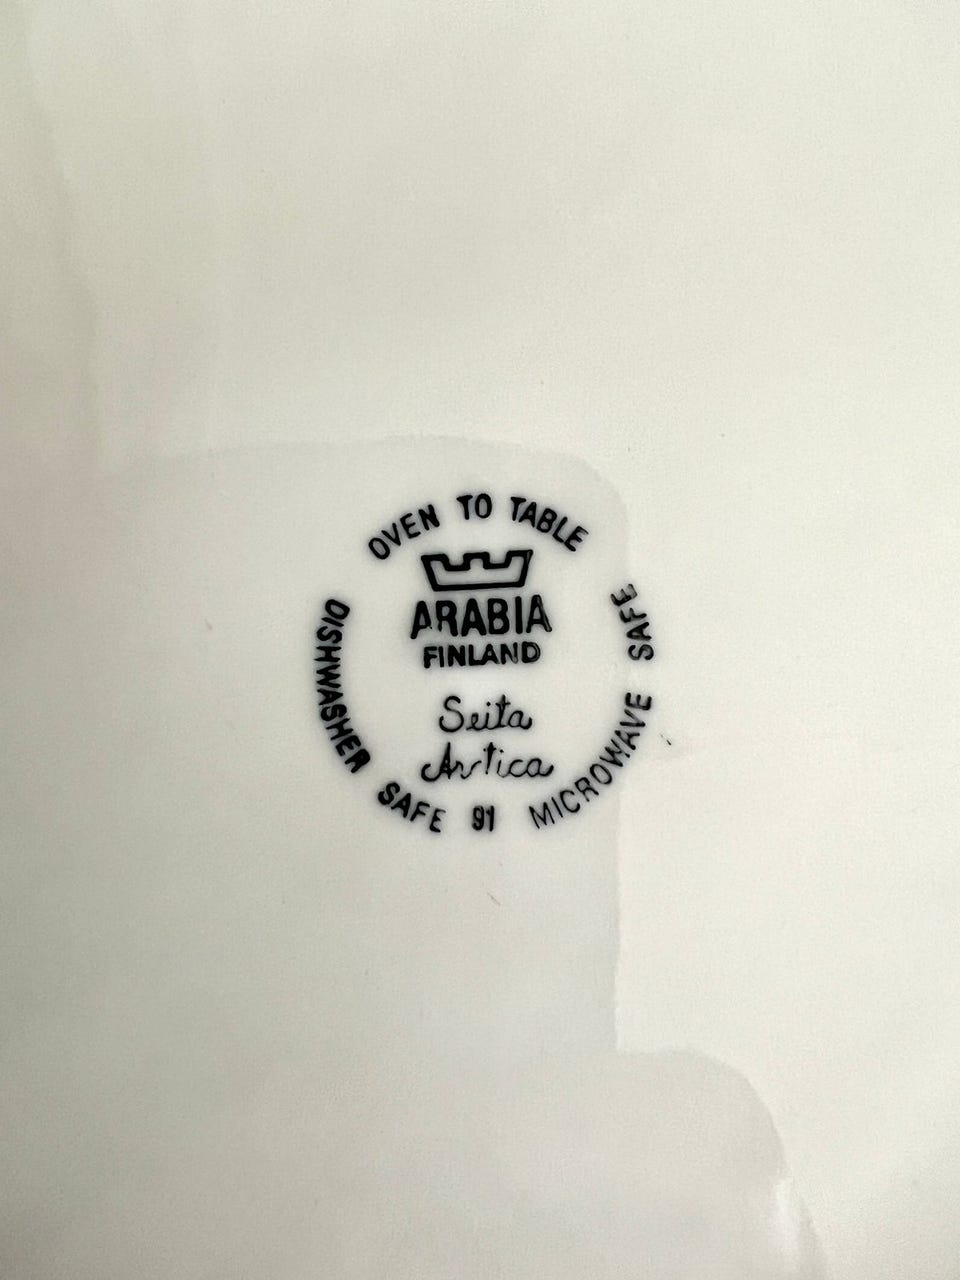 OVEN TO TABLE
ARABIA
FINLAND
Seita
Artica
DISHWASHER SAFE 91 MICROWAVE SAFE